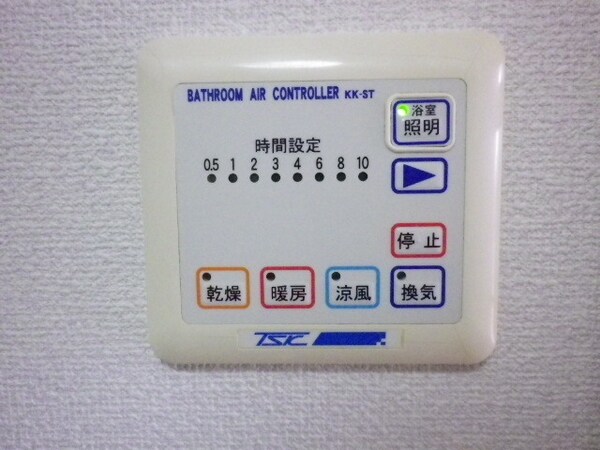 BATHROOM AIR CONTROLLER KK-ST
浴室
照明
時間設定
0.5 1 2 3 4 6 8 10
停止
乾燥 暖房 涼風 換気
TSK